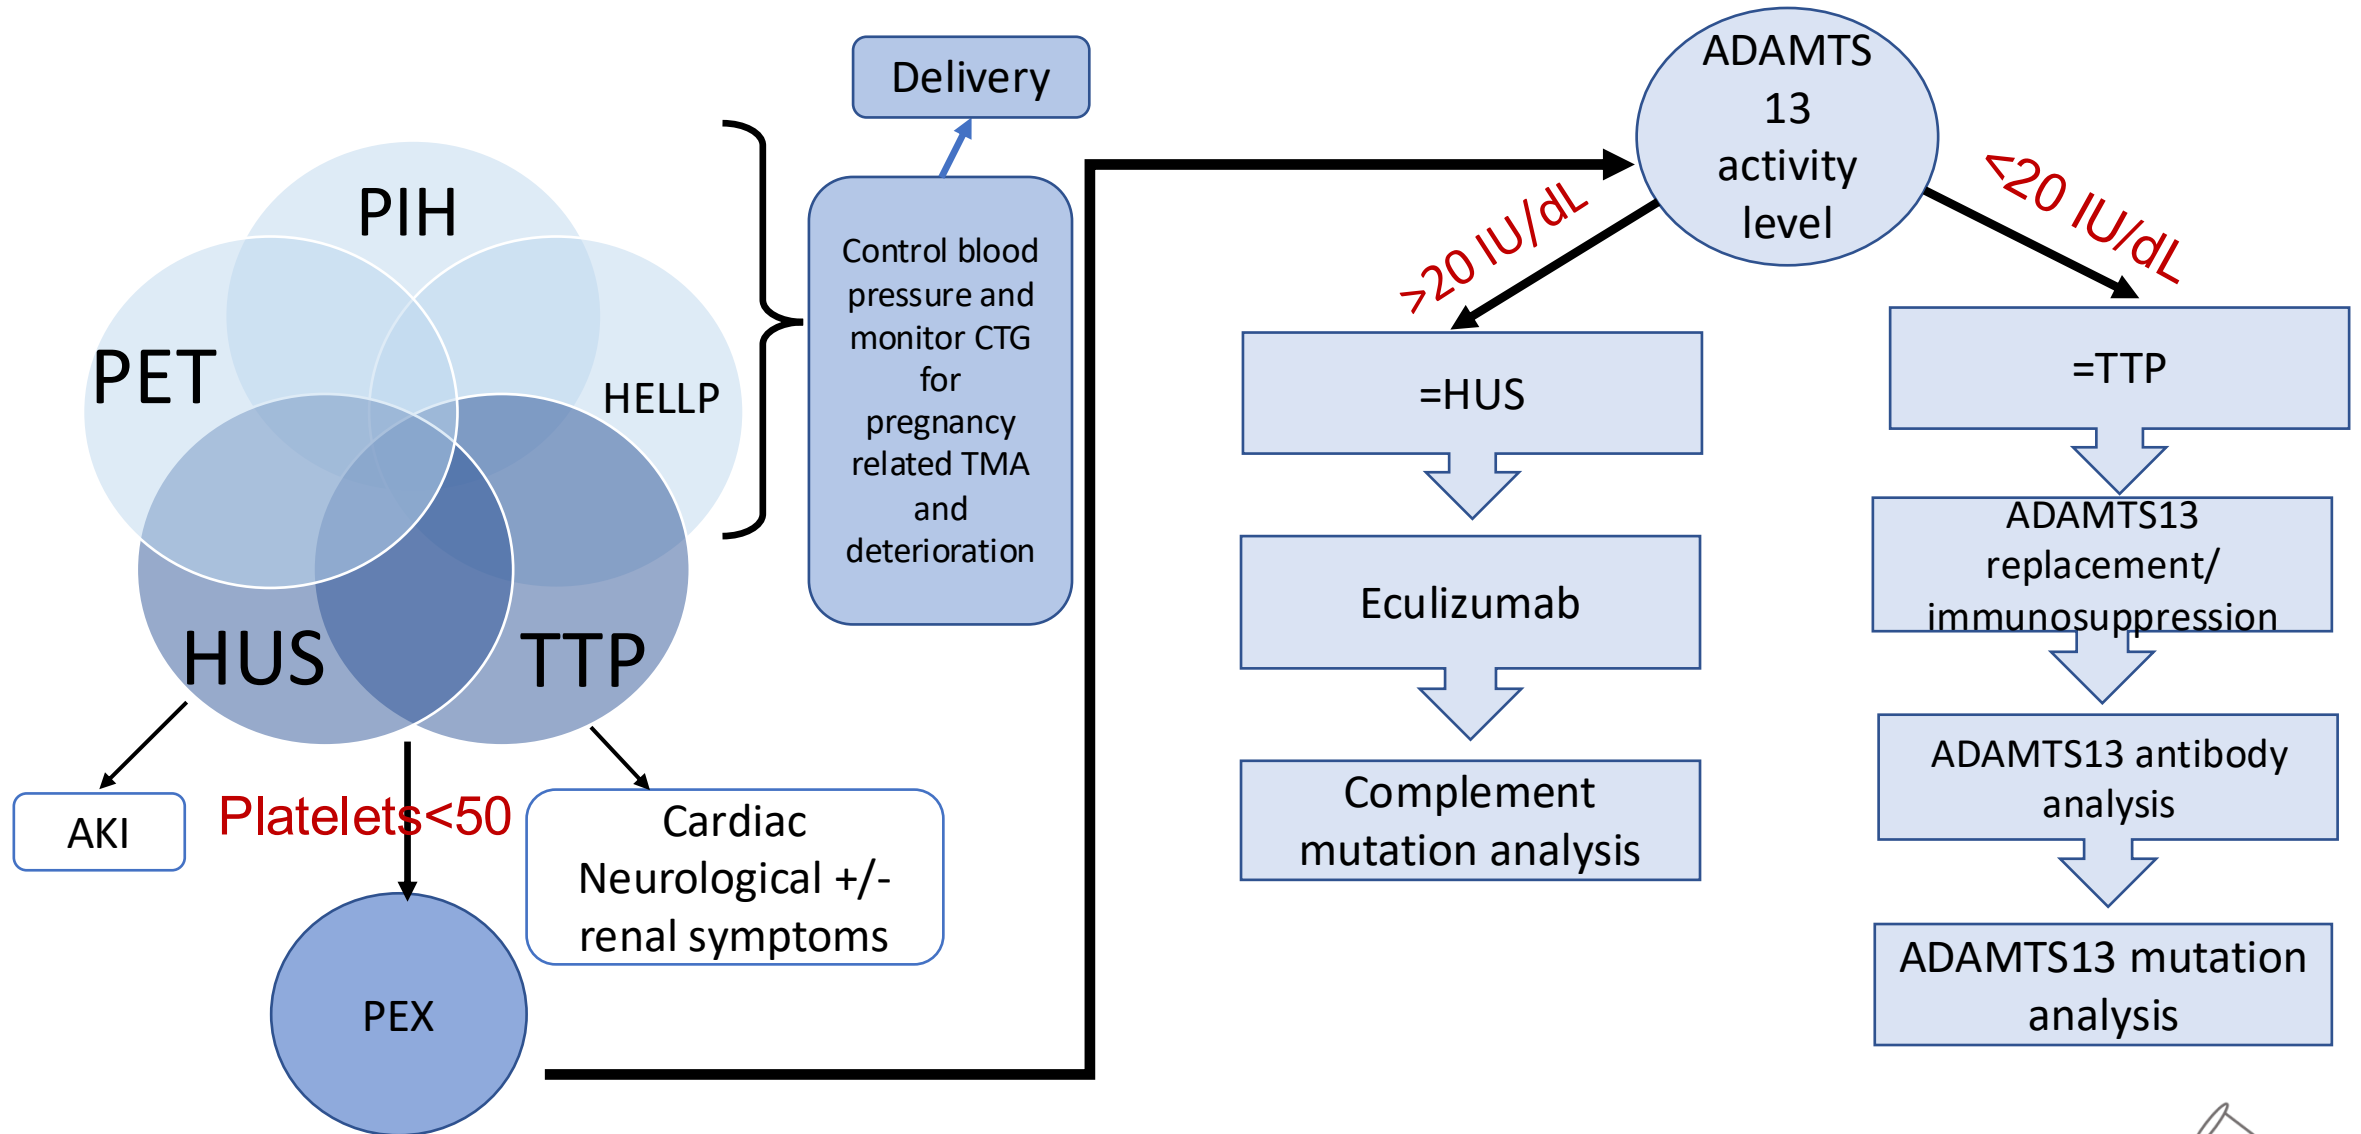 PIH
PET
HELLP
HUS
TTP
AKI
Platelets<50
Cardiac
Neurological +/-
renal symptoms
PEX
Delivery
Control blood
pressure and
monitor CTG
for
pregnancy
related TMA
and
deterioration
ADAMTS
13
activity
level
>20 IU/dL
<20 IU/dL
=HUS
Eculizumab
Complement
mutation analysis
=TTP
ADAMTS13
replacement/
immunosuppression
ADAMTS13 antibody
analysis
ADAMTS13 mutation
analysis